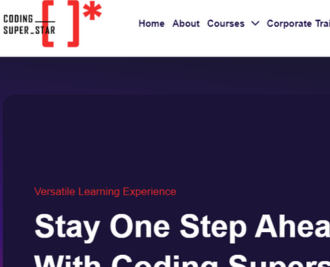 CODING
SUPER_STAR
[ ]*
Home About Courses Corporate Trai
Versatile Learning Experience
Stay One Step Ahea
With Coding Supers